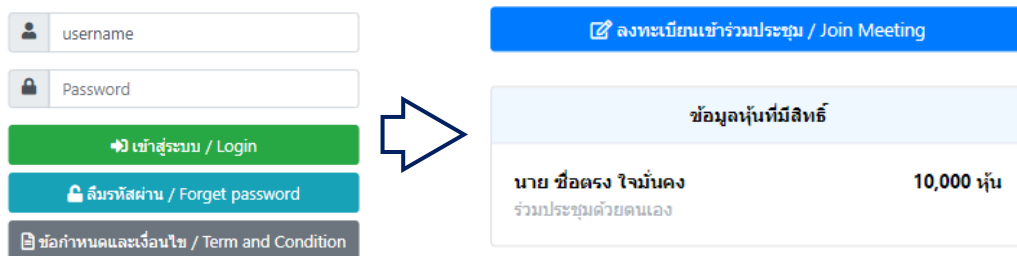 username
Password
เข้าสู่ระบบ / Login
ลืมรหัสผ่าน / Forget password
ข้อกำหนดและเงื่อนไข / Term and Condition
ลงทะเบียนเข้าร่วมประชุม / Join Meeting
ข้อมูลหุ้นที่มีสิทธิ์
นาย ซื่อตรง ใจมั่นคง 10,000 หุ้น
ร่วมประชุมด้วยตนเอง